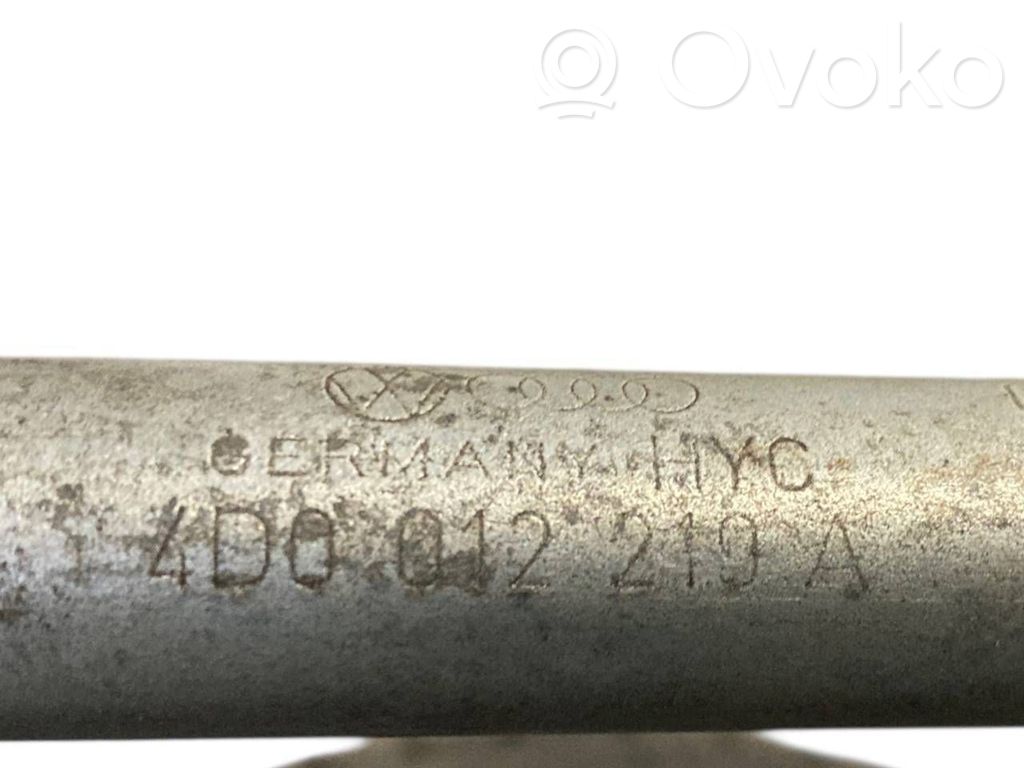 Ovoko
GERMANY HYC
4D0 012 219 A